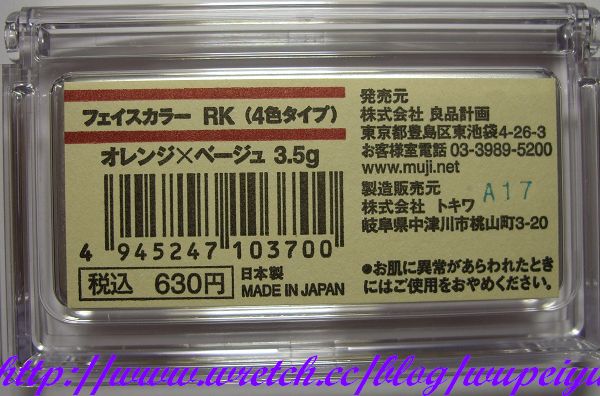 フェイスカラー RK (4色タイプ)
オレンジ×ベージュ 3.5g
4 945247 103700
税込 630円
日本製
MADE IN JAPAN
発売元
株式会社 良品計画
東京都豊島区東池袋4-26-3
お客様室電話 03-3989-5200
www.muji.net
製造販売元
株式会社 トキワ
岐阜県中津川市桃山町3-20
A17
●お肌に異常があらわれたとき
にはご使用をおやめください。
http://www.wretch.cc/blog/wupeiyu